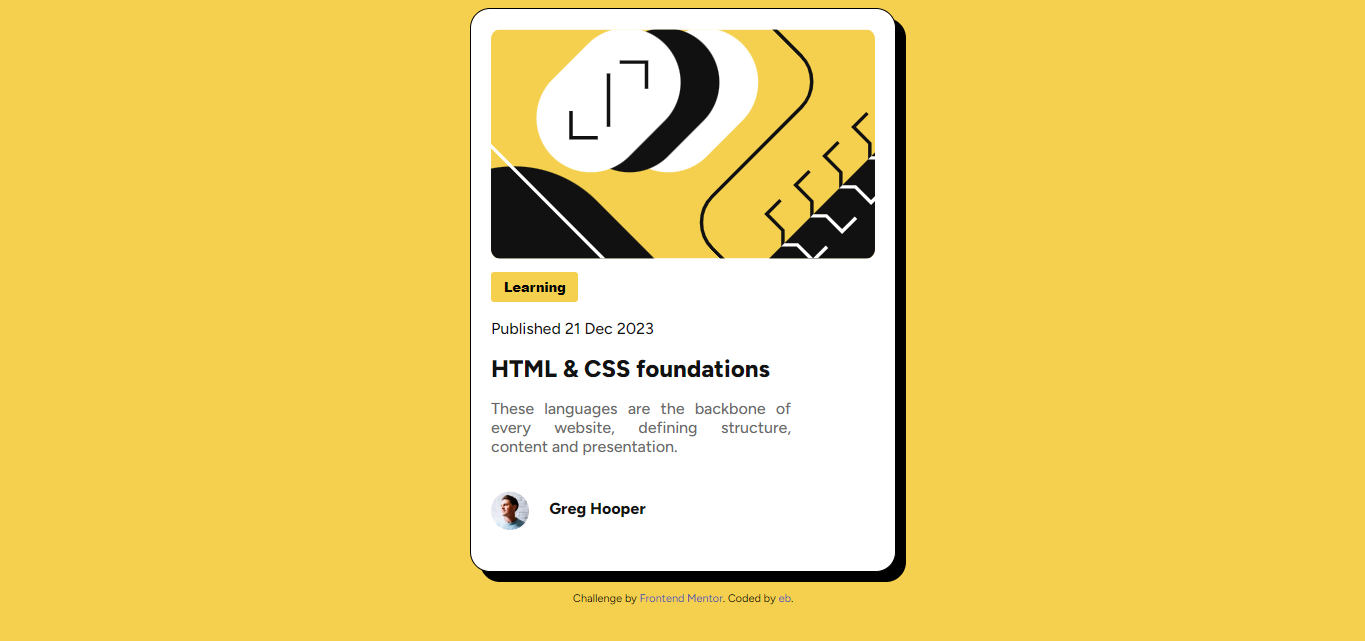 Learning
Published 21 Dec 2023
HTML & CSS foundations
These languages are the backbone of
every website, defining structure,
content and presentation.
Greg Hooper
Challenge by Frontend Mentor. Coded by eb.